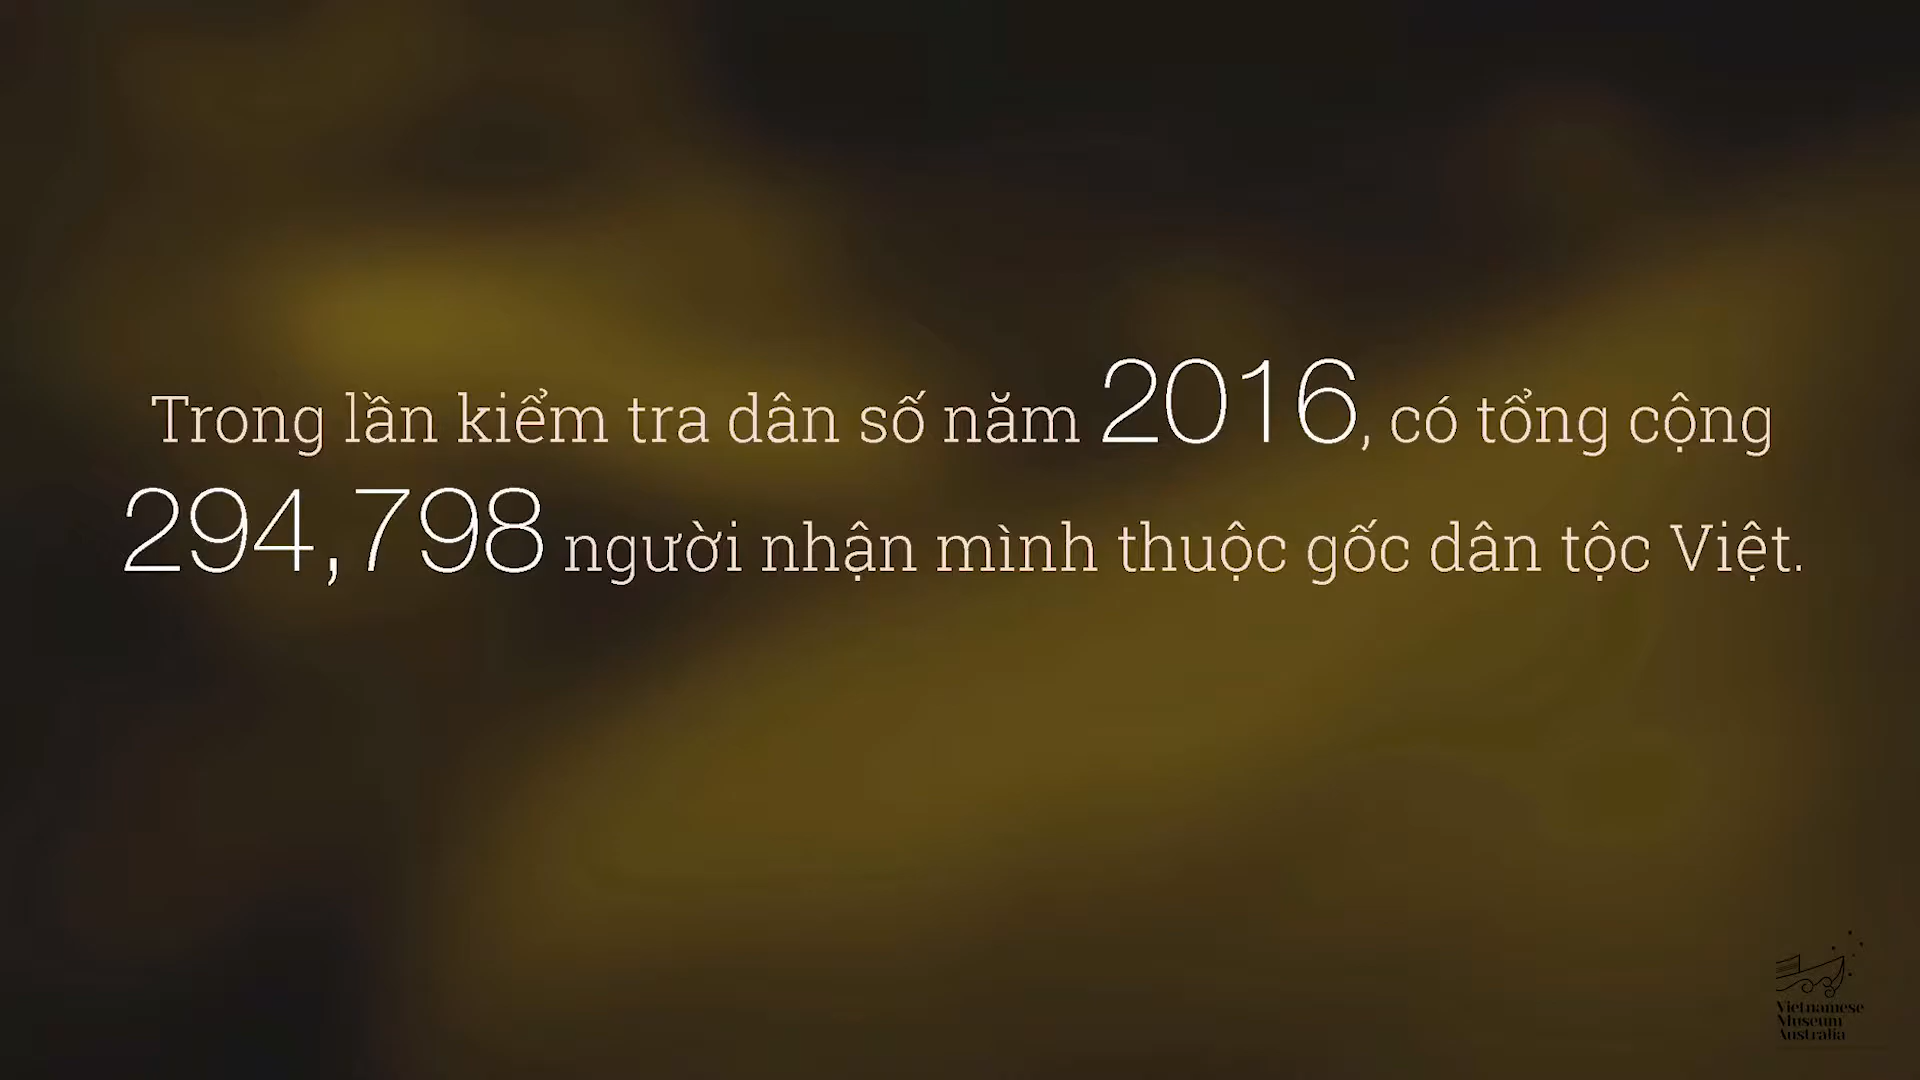 Trong lần kiểm tra dân số năm 2016, có tổng cộng
294,798 người nhận mình thuộc gốc dân tộc Việt.
Vietnamese
Museum
Australia